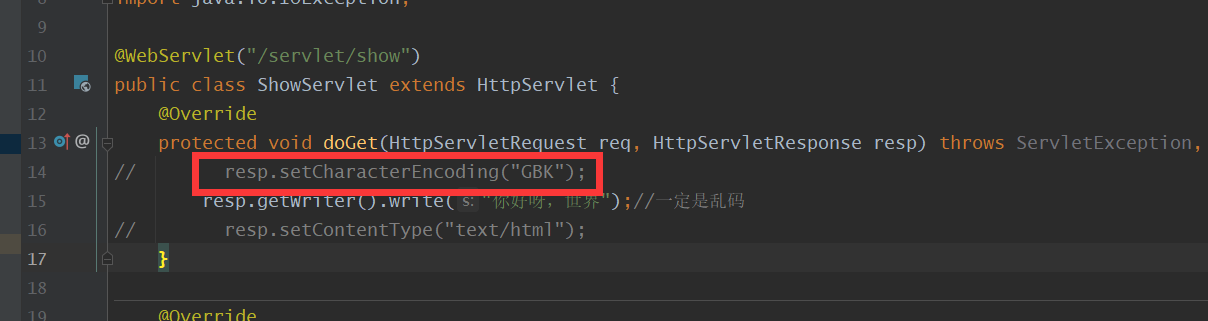 8 import java.io.IOException;
9
10 @WebServlet("/servlet/show")
11 public class ShowServlet extends HttpServlet {
12 @Override
13 @ protected void doGet(HttpServletRequest req, HttpServletResponse resp) throws ServletException,
14 // resp.setCharacterEncoding("GBK");
15 resp.getWriter().write( s: "你好呀，世界");//一定是乱码
16 // resp.setContentType("text/html");
17 }
18
19 @Override